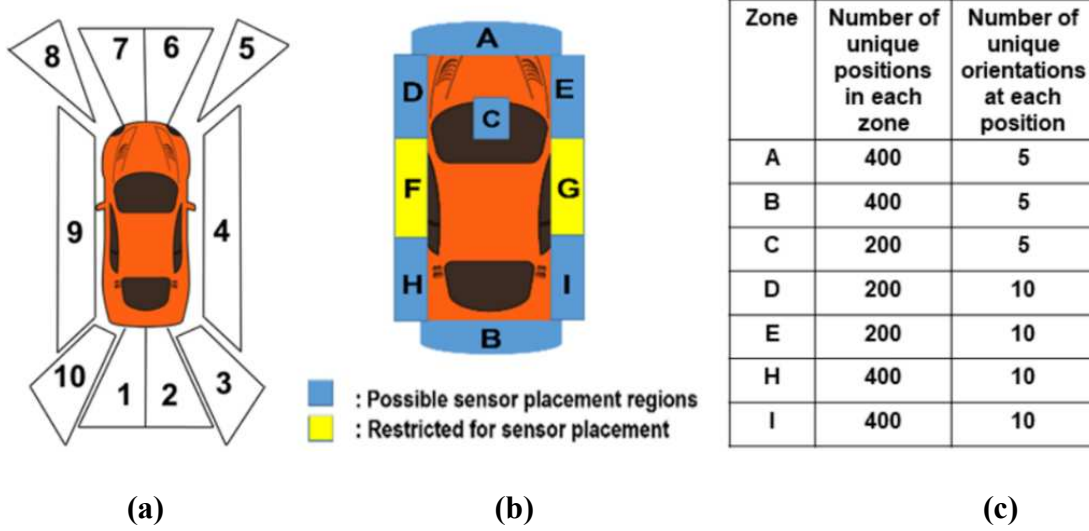 8 7 6 5
9 4
10 1 2 3
(a)
A
D E
C
F G
H I
B
: Possible sensor placement regions
: Restricted for sensor placement
(b)
Zone Number of unique positions in each zone Number of unique orientations at each position
A 400 5
B 400 5
C 200 5
D 200 10
E 200 10
H 400 10
I 400 10
(c)